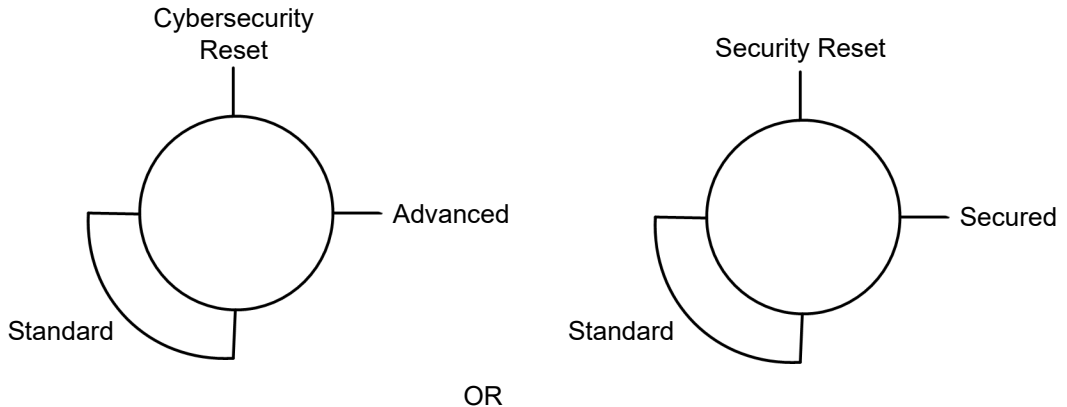 Cybersecurity
Reset
Advanced
Standard
Security Reset
Secured
Standard
OR